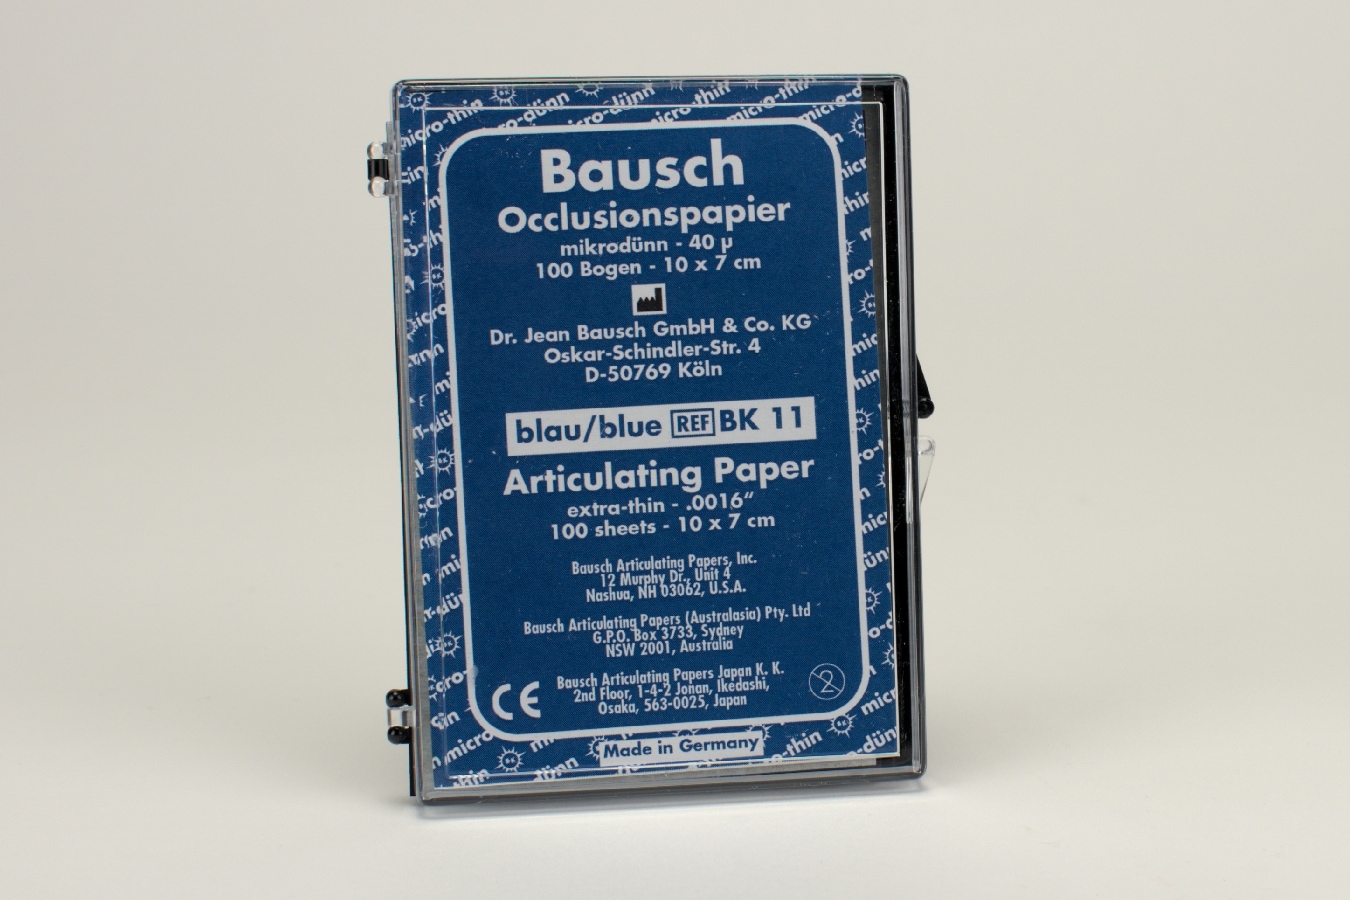 Bausch
Occlusionspapier
mikrodünn - 40 µ
100 Bogen - 10 x 7 cm
Dr. Jean Bausch GmbH & Co. KG
Oskar-Schindler-Str. 4
D-50769 Köln
blau/blue REF BK 11
Articulating Paper
extra-thin - .0016“
100 sheets - 10 x 7 cm
Bausch Articulating Papers, Inc.
12 Murphy Dr., Unit 4
Nashua, NH 03062, U.S.A.
Bausch Articulating Papers (Australasia) Pty. Ltd
G.P.O. Box 3733, Sydney
NSW 2001, Australia
Bausch Articulating Papers Japan K. K.
2nd Floor, 1-4-2 Jonan, Ikedashi,
Osaka, 563-0025, Japan
CE
2
Made in Germany
micro-thin
micro-dünn